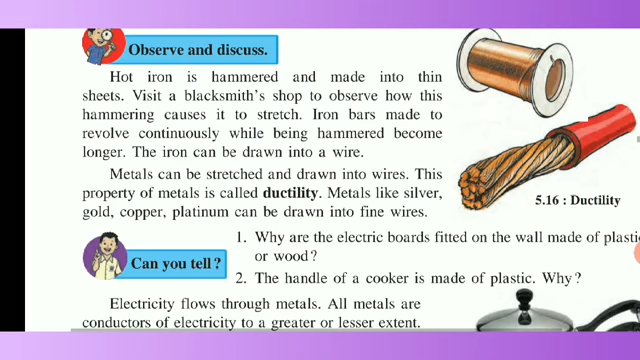 Observe and discuss.
Hot iron is hammered and made into thin
sheets. Visit a blacksmith's shop to observe how this
hammering causes it to stretch. Iron bars made to
revolve continuously while being hammered become
longer. The iron can be drawn into a wire.
Metals can be stretched and drawn into wires. This
property of metals is called ductility. Metals like silver,
gold, copper, platinum can be drawn into fine wires.
5.16 : Ductility
Can you tell ?
1. Why are the electric boards fitted on the wall made of plasti
or wood ?
2. The handle of a cooker is made of plastic. Why ?
Electricity flows through metals. All metals are
conductors of electricity to a greater or lesser extent.